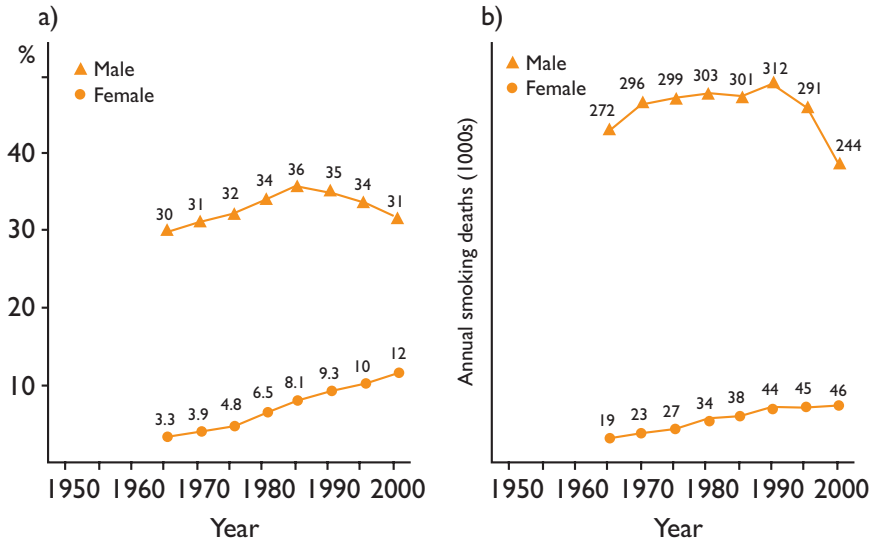 a)
%
Male
Female
40
30
20
10
30 31 32 34 36 35 34 31
3.3 3.9 4.8 6.5 8.1 9.3 10 12
1950 1960 1970 1980 1990 2000
Year
b)
Male
Female
Annual smoking deaths (1000s)
272 296 299 303 301 312 291 244
19 23 27 34 38 44 45 46
1950 1960 1970 1980 1990 2000
Year